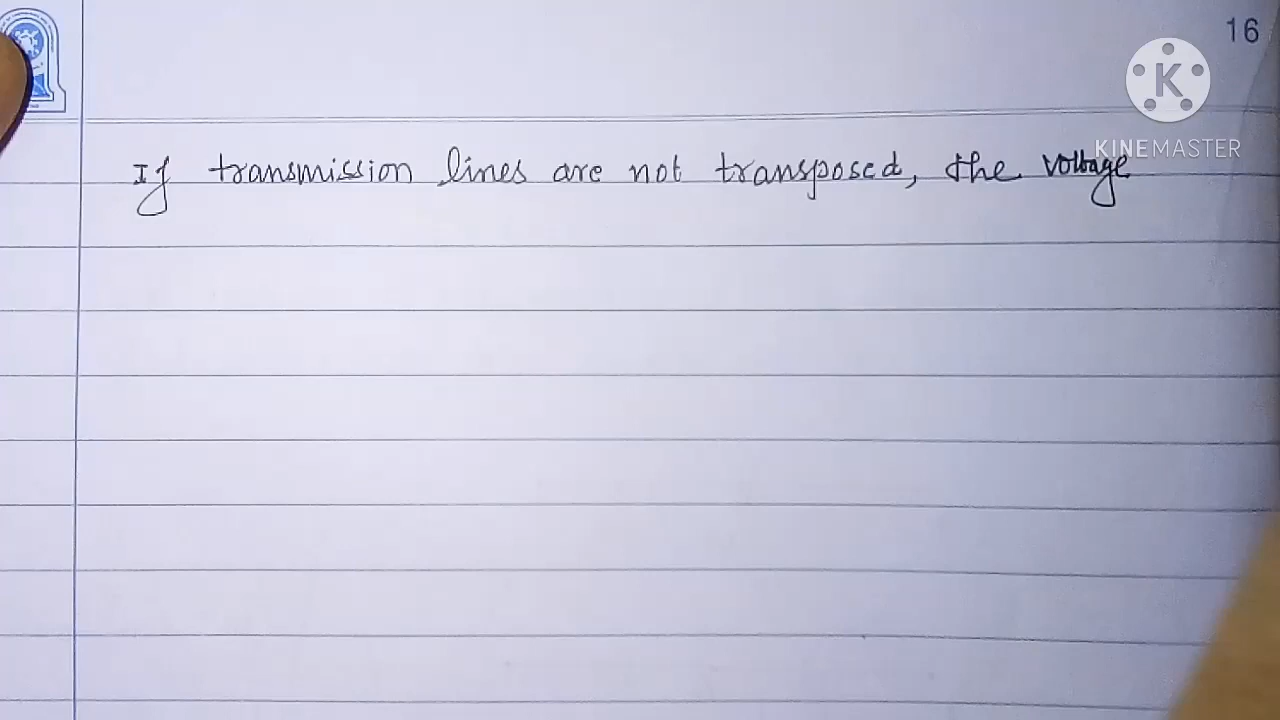 16
K
KINEMASTER
If transmission lines are not transposed, the voltage